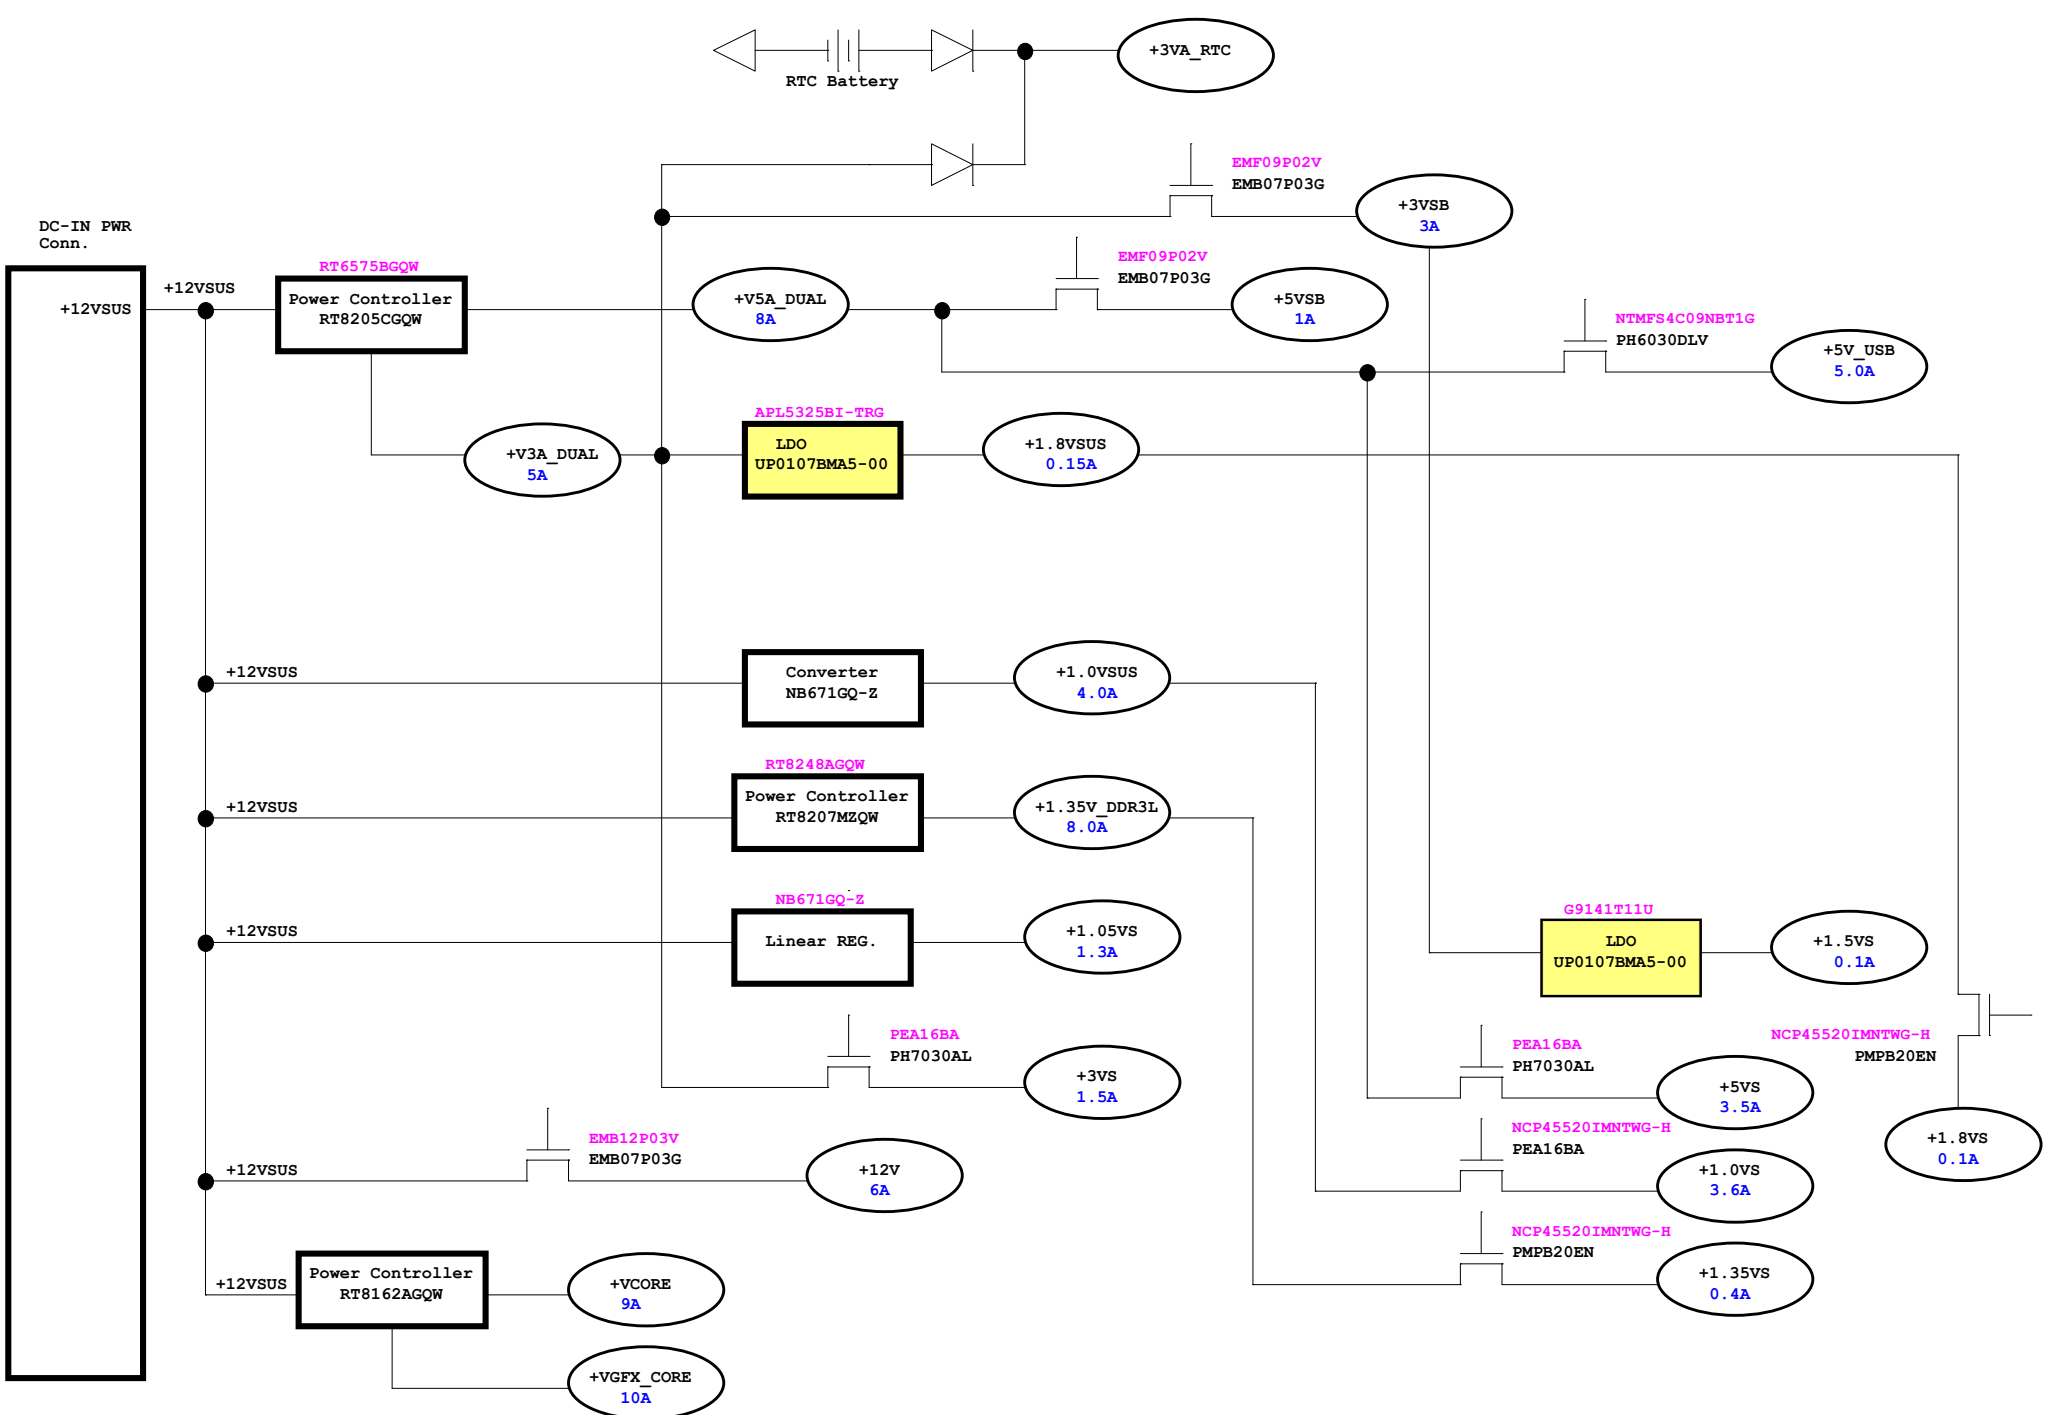 +3VA_RTC
RTC Battery
EMF09P02V
EMB07P03G
+3VSB
3A
DC-IN PWR
Conn.
+12VSUS
+12VSUS
RT6575BGQW
Power Controller
RT8205CGQW
+V5A_DUAL
8A
EMF09P02V
EMB07P03G
+5VSB
1A
NTMFS4C09NBT1G
PH6030DLV
+5V_USB
5.0A
+V3A_DUAL
5A
APL5325BI-TRG
LDO
UP0107BMA5-00
+1.8VSUS
0.15A
+12VSUS
Converter
NB671GQ-Z
+1.0VSUS
4.0A
+12VSUS
RT8248AGQW
Power Controller
RT8207MZQW
+1.35V_DDR3L
8.0A
+12VSUS
NB671GQ-Z
Linear REG.
+1.05VS
1.3A
G9141T11U
LDO
UP0107BMA5-00
+1.5VS
0.1A
PEA16BA
PH7030AL
+3VS
1.5A
PEA16BA
PH7030AL
+5VS
3.5A
NCP45520IMNTWG-H
PMPB20EN
+1.8VS
0.1A
+12VSUS
EMB12P03V
EMB07P03G
+12V
6A
NCP45520IMNTWG-H
PEA16BA
+1.0VS
3.6A
NCP45520IMNTWG-H
PMPB20EN
+1.35VS
0.4A
+12VSUS
Power Controller
RT8162AGQW
+VCORE
9A
+VGFX_CORE
10A